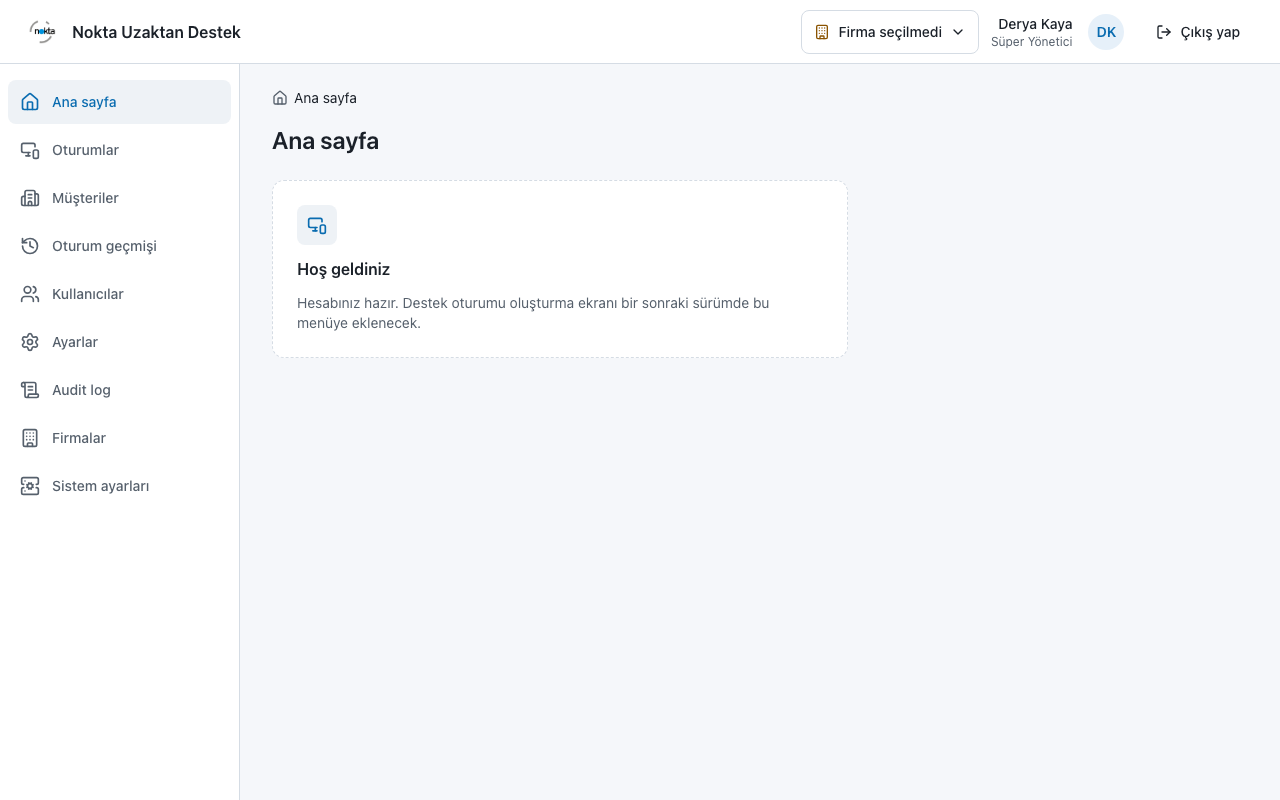 nokta
Nokta Uzaktan Destek
Firma seçilmedi
Derya Kaya
Süper Yönetici
DK
Çıkış yap
Ana sayfa
Oturumlar
Müşteriler
Oturum geçmişi
Kullanıcılar
Ayarlar
Audit log
Firmalar
Sistem ayarları
Ana sayfa
Ana sayfa
Hoş geldiniz
Hesabınız hazır. Destek oturumu oluşturma ekranı bir sonraki sürümde bu
menüye eklenecek.